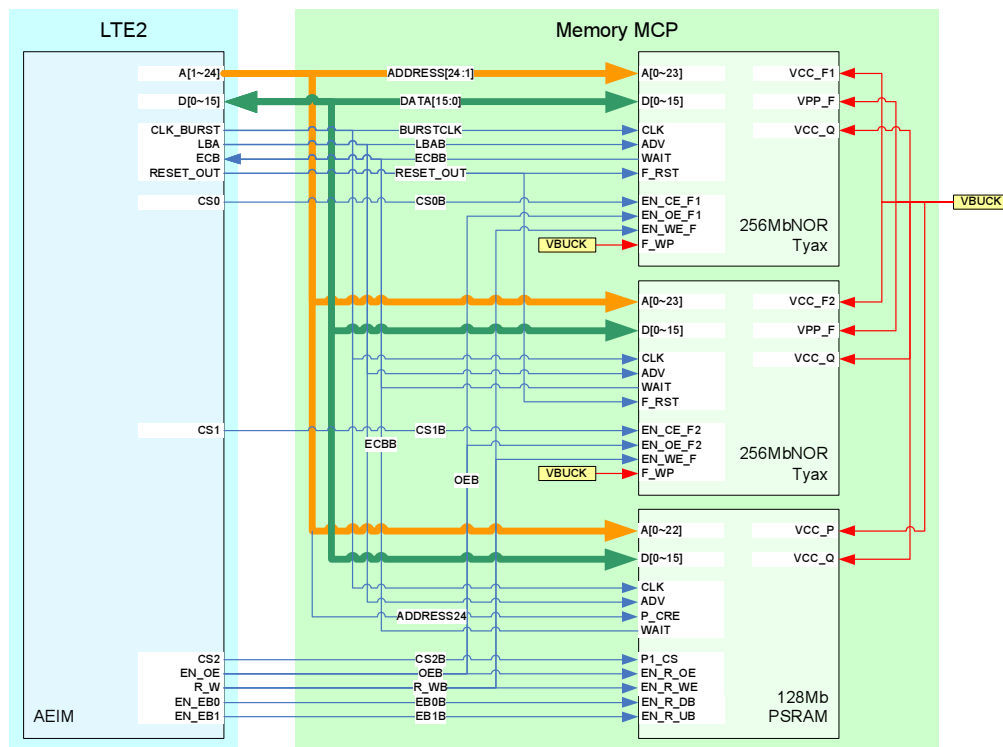 LTE2
Memory MCP
A[1~24]
ADDRESS[24:1]
A[0~23]
VCC_F1
D[0~15]
DATA[15:0]
D[0~15]
VPP_F
CLK_BURST
BURSTCLK
CLK
VCC_Q
LBA
LBAB
ADV
ECB
ECBB
WAIT
RESET_OUT
RESET_OUT
F_RST
CS0
CS0B
EN_CE_F1
VBUCK
EN_OE_F1
EN_WE_F
256MbNOR
VBUCK
F_WP
Tyax
A[0~23]
VCC_F2
D[0~15]
VPP_F
CLK
VCC_Q
ADV
WAIT
F_RST
CS1
CS1B
EN_CE_F2
ECBB
EN_OE_F2
EN_WE_F
256MbNOR
VBUCK
F_WP
Tyax
OEB
A[0~22]
VCC_P
D[0~15]
VCC_Q
CLK
ADV
ADDRESS24
P_CRE
WAIT
CS2
CS2B
P1_CS
EN_OE
OEB
EN_R_OE
R_W
R_WB
EN_R_WE
128Mb
EN_EB0
EB0B
EN_R_DB
PSRAM
AEIM
EN_EB1
EB1B
EN_R_UB